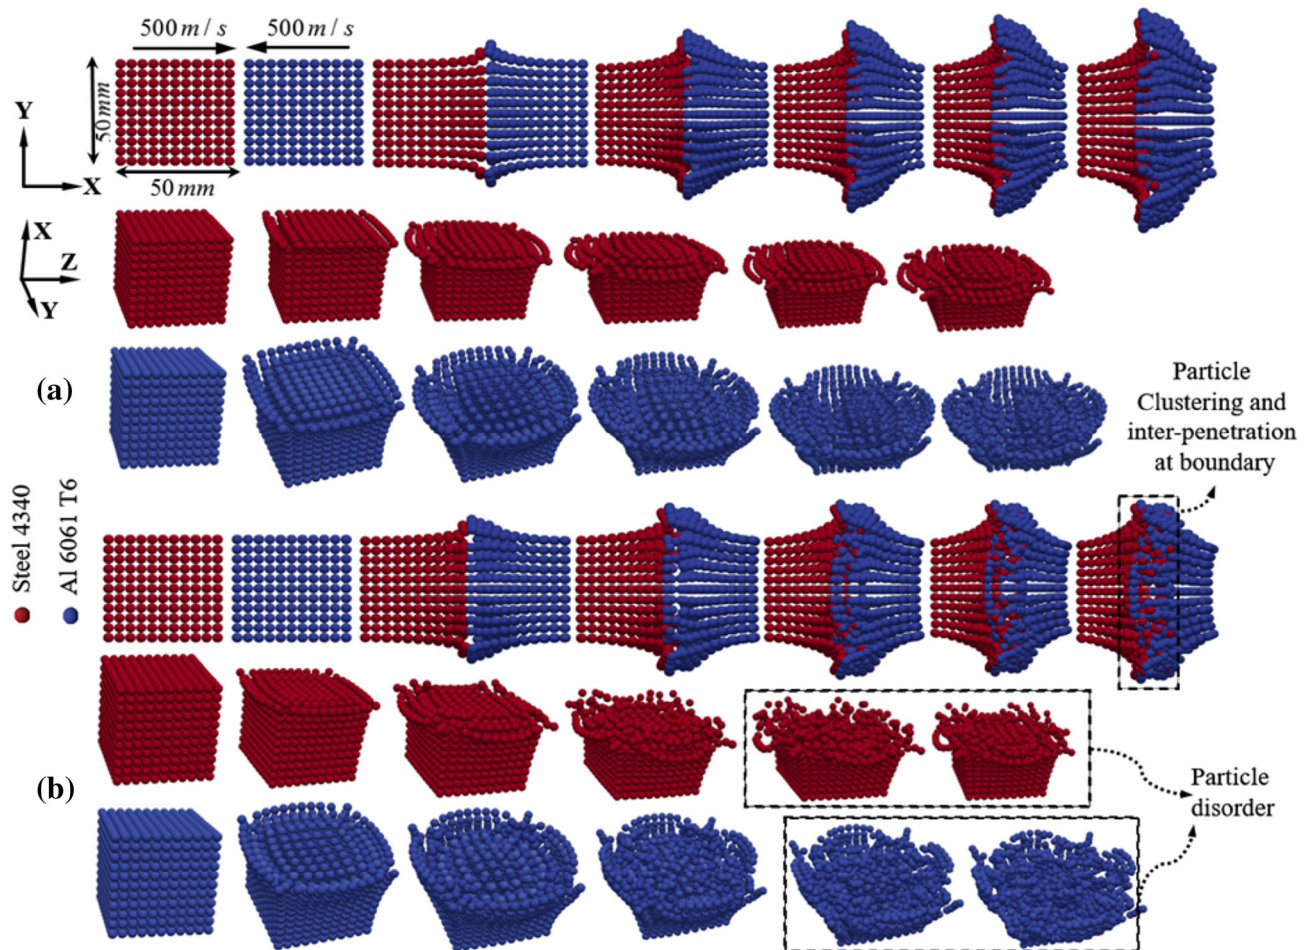 500 m / s
500 m / s
Y
50 mm
X
50 mm
X
Z
Y
(a)
Particle
Clustering and
inter-penetration
at boundary
Steel 4340
Al 6061 T6
(b)
Particle
disorder